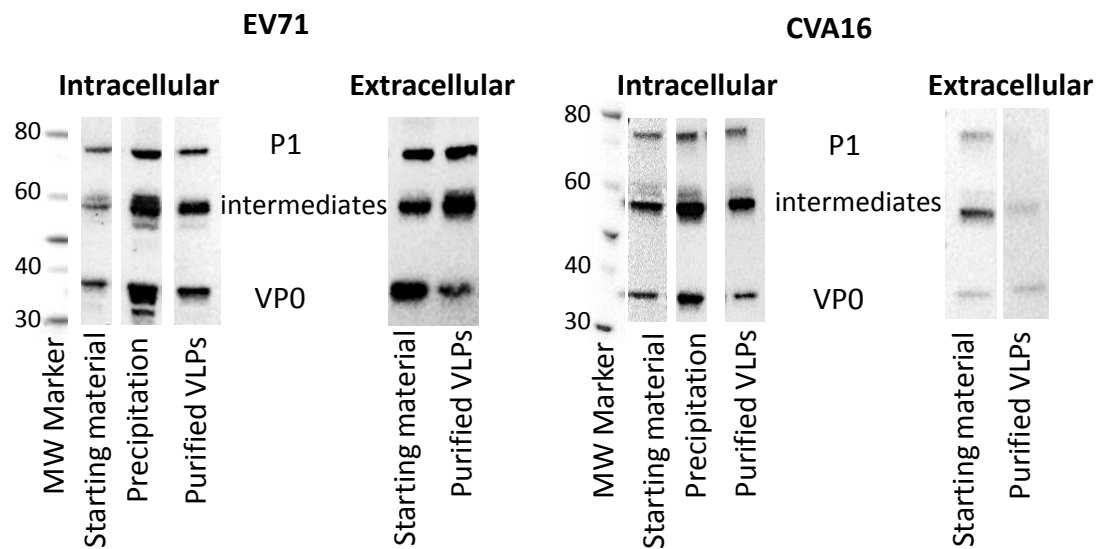 EV71
CVA16
Intracellular
Extracellular
80
60
40
30
P1
intermediates
VP0
MW Marker
Starting material
Precipitation
Purified VLPs
Starting material
Purified VLPs
Intracellular
Extracellular
80
60
40
30
P1
intermediates
VP0
MW Marker
Starting material
Precipitation
Purified VLPs
Starting material
Purified VLPs